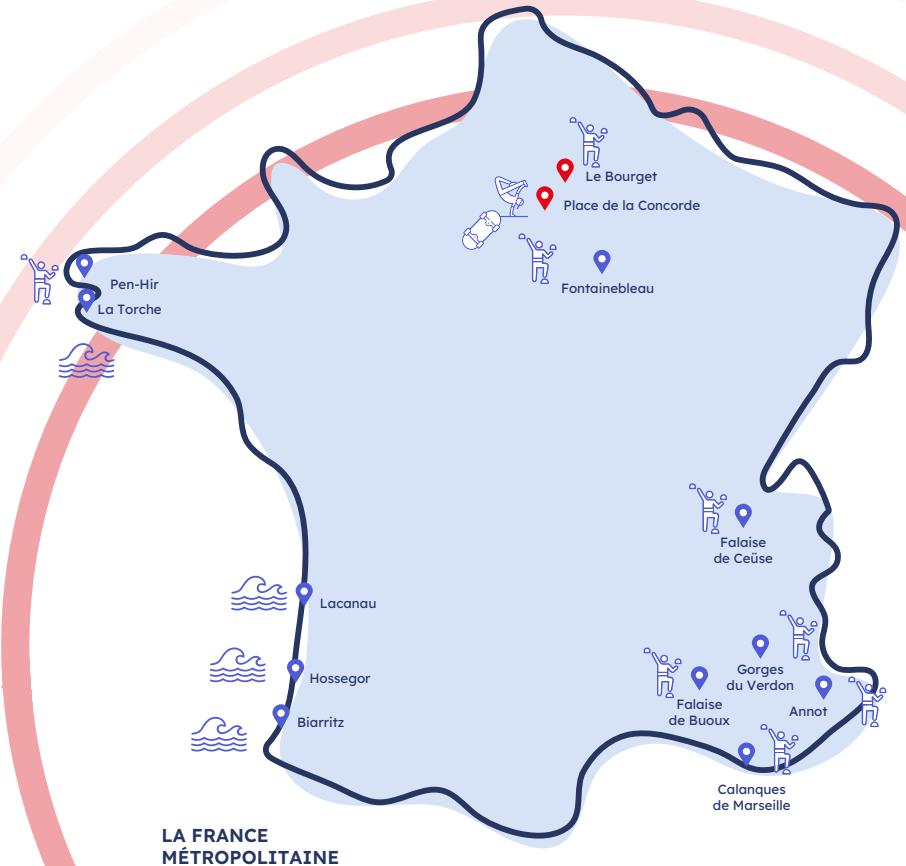 Le Bourget
Place de la Concorde
Fontainebleau
Pen-Hir
La Torche
Falaise
de Ceüse
Lacanau
Gorges
du Verdon
Hossegor
Falaise
de Buoux
Annot
Biarritz
Calanques
de Marseille
LA FRANCE
MÉTROPOLITAINE